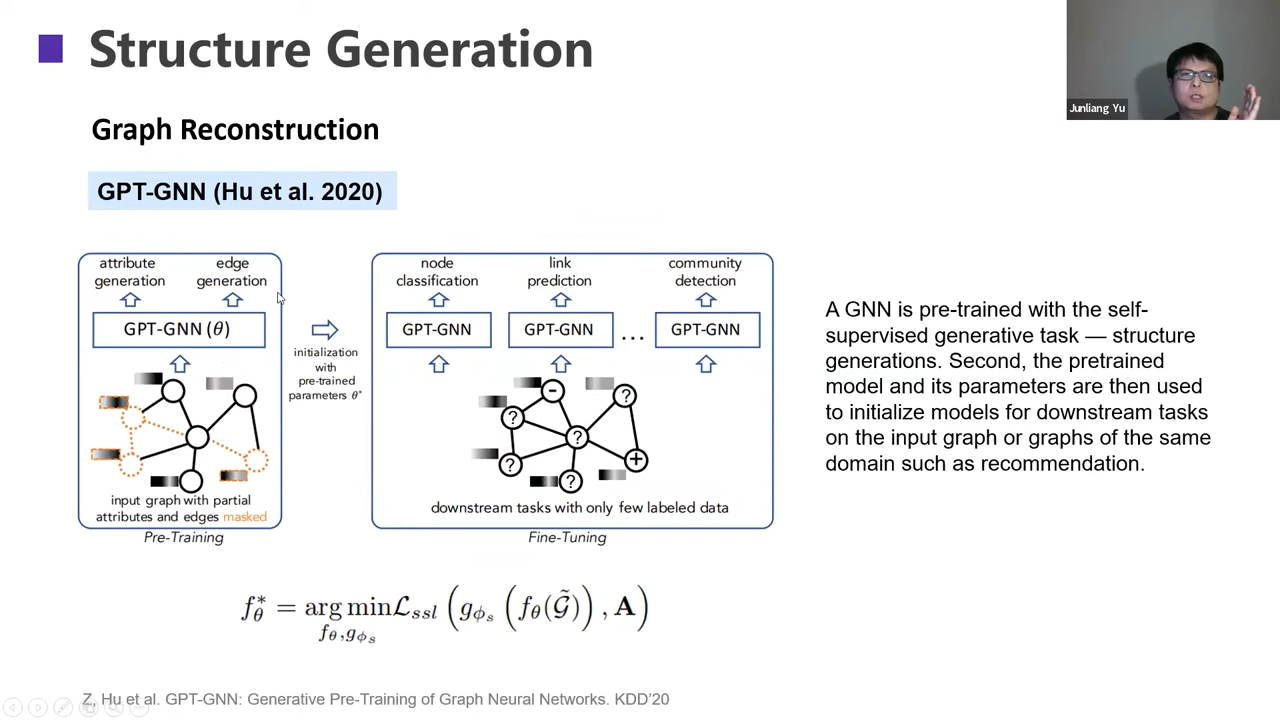 Structure Generation
Junliang Yu
Graph Reconstruction
GPT-GNN (Hu et al. 2020)
attribute
generation
edge
generation
GPT-GNN (θ)
input graph with partial
attributes and edges masked
Pre-Training
initialization
with
pre-trained
parameters θ*
node
classification
link
prediction
community
detection
GPT-GNN
GPT-GNN
...
GPT-GNN
-
?
?
?
?
+
?
downstream tasks with only few labeled data
Fine-Tuning
A GNN is pre-trained with the self-
supervised generative task — structure
generations. Second, the pretrained
model and its parameters are then used
to initialize models for downstream tasks
on the input graph or graphs of the same
domain such as recommendation.
f*θ = arg min Lssl (gϕs (fθ(G̃)), A)
fθ,gϕs
Z, Hu et al. GPT-GNN: Generative Pre-Training of Graph Neural Networks. KDD'20